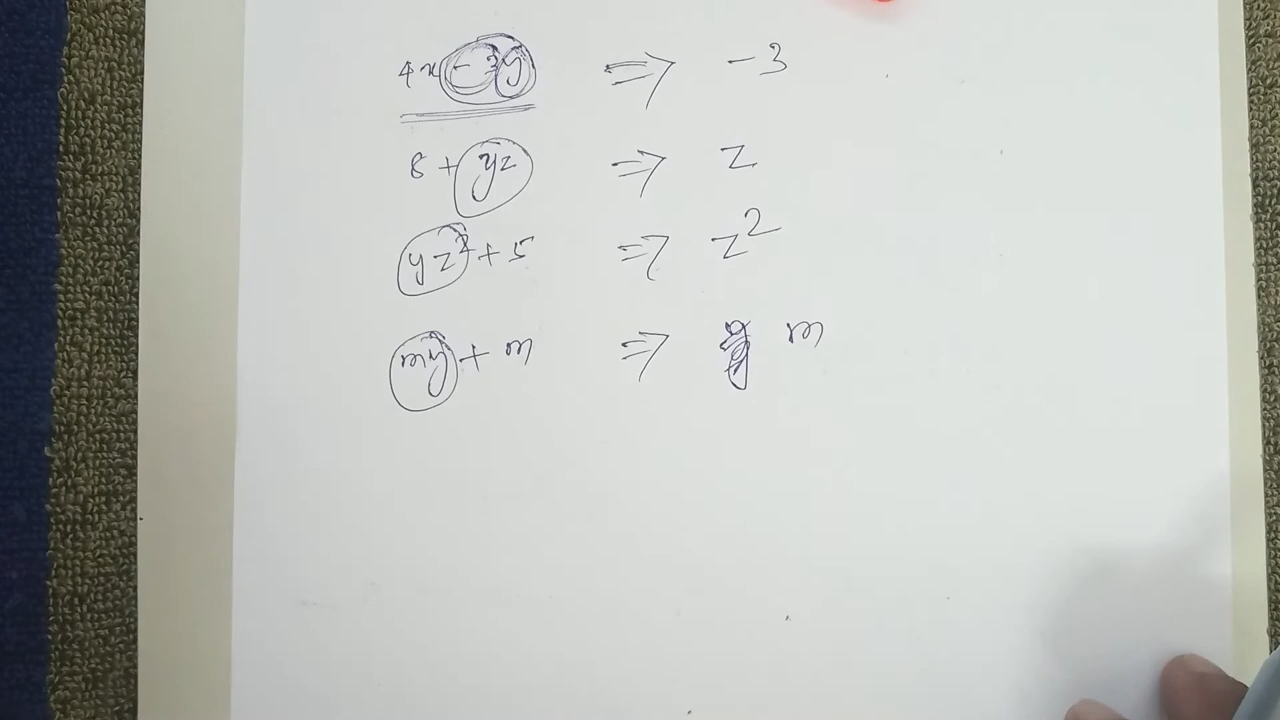 4x - 3y ⇒ -3
8 + yz ⇒ z
yz² + 5 ⇒ z²
my + m ⇒ m